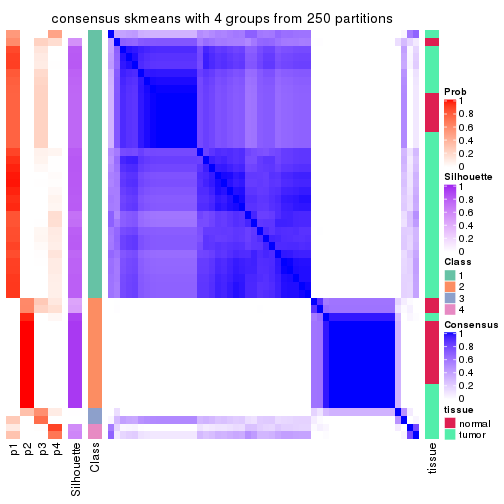 consensus skmeans with 4 groups from 250 partitions
Prob
1
0.8
0.6
0.4
0.2
0
Silhouette
1
0.8
0.6
0.4
0.2
0
Class
1
2
3
4
Consensus
1
0.8
0.6
0.4
0.2
0
tissue
normal
tumor
p1
p2
p3
p4
Silhouette
Class
tissue